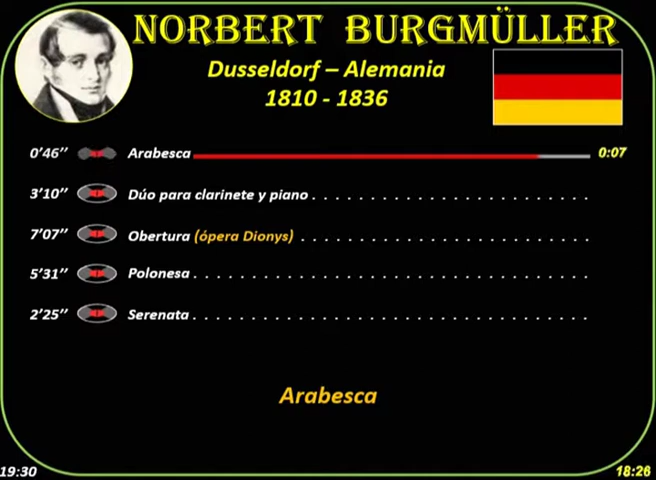 NORBERT BURGMÜLLER
Dusseldorf – Alemania
1810 - 1836
0'46'' Arabesca 0:07
3'10'' Dúo para clarinete y piano . . . . . . . . . . . . . . . . . . . .
7'07'' Obertura (ópera Dionys) . . . . . . . . . . . . . . . . . . . . .
5'31'' Polonesa . . . . . . . . . . . . . . . . . . . . . . . . . . . .
2'25'' Serenata . . . . . . . . . . . . . . . . . . . . . . . . . . . .
Arabesca
19:30 18:26